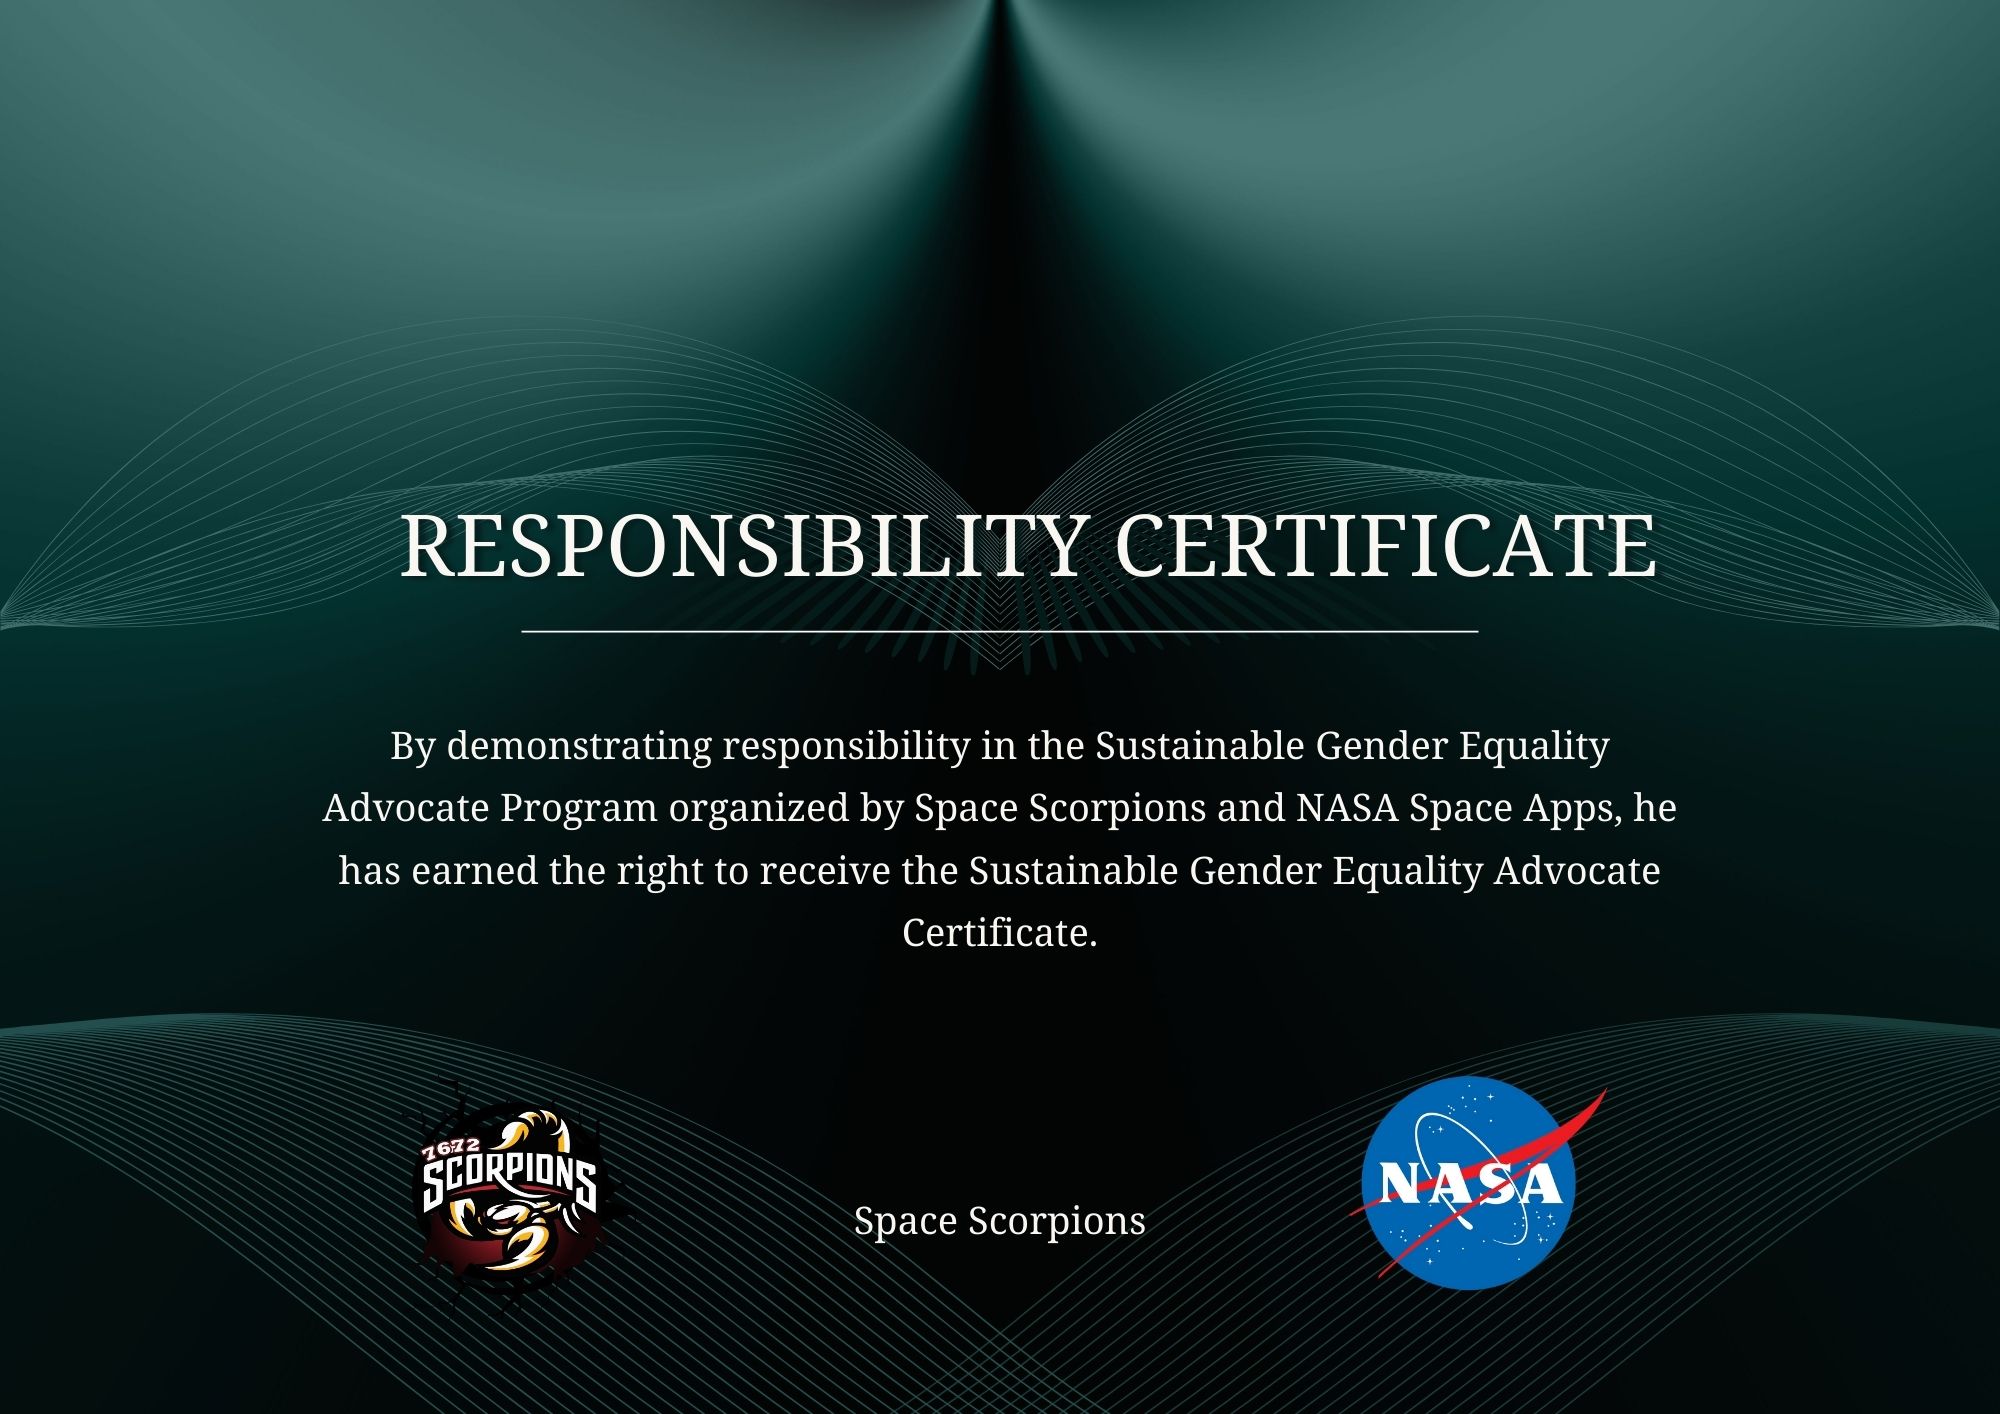 RESPONSIBILITY CERTIFICATE
By demonstrating responsibility in the Sustainable Gender Equality
Advocate Program organized by Space Scorpions and NASA Space Apps, he
has earned the right to receive the Sustainable Gender Equality Advocate
Certificate.
7672
SCORPIONS
Space Scorpions
NASA